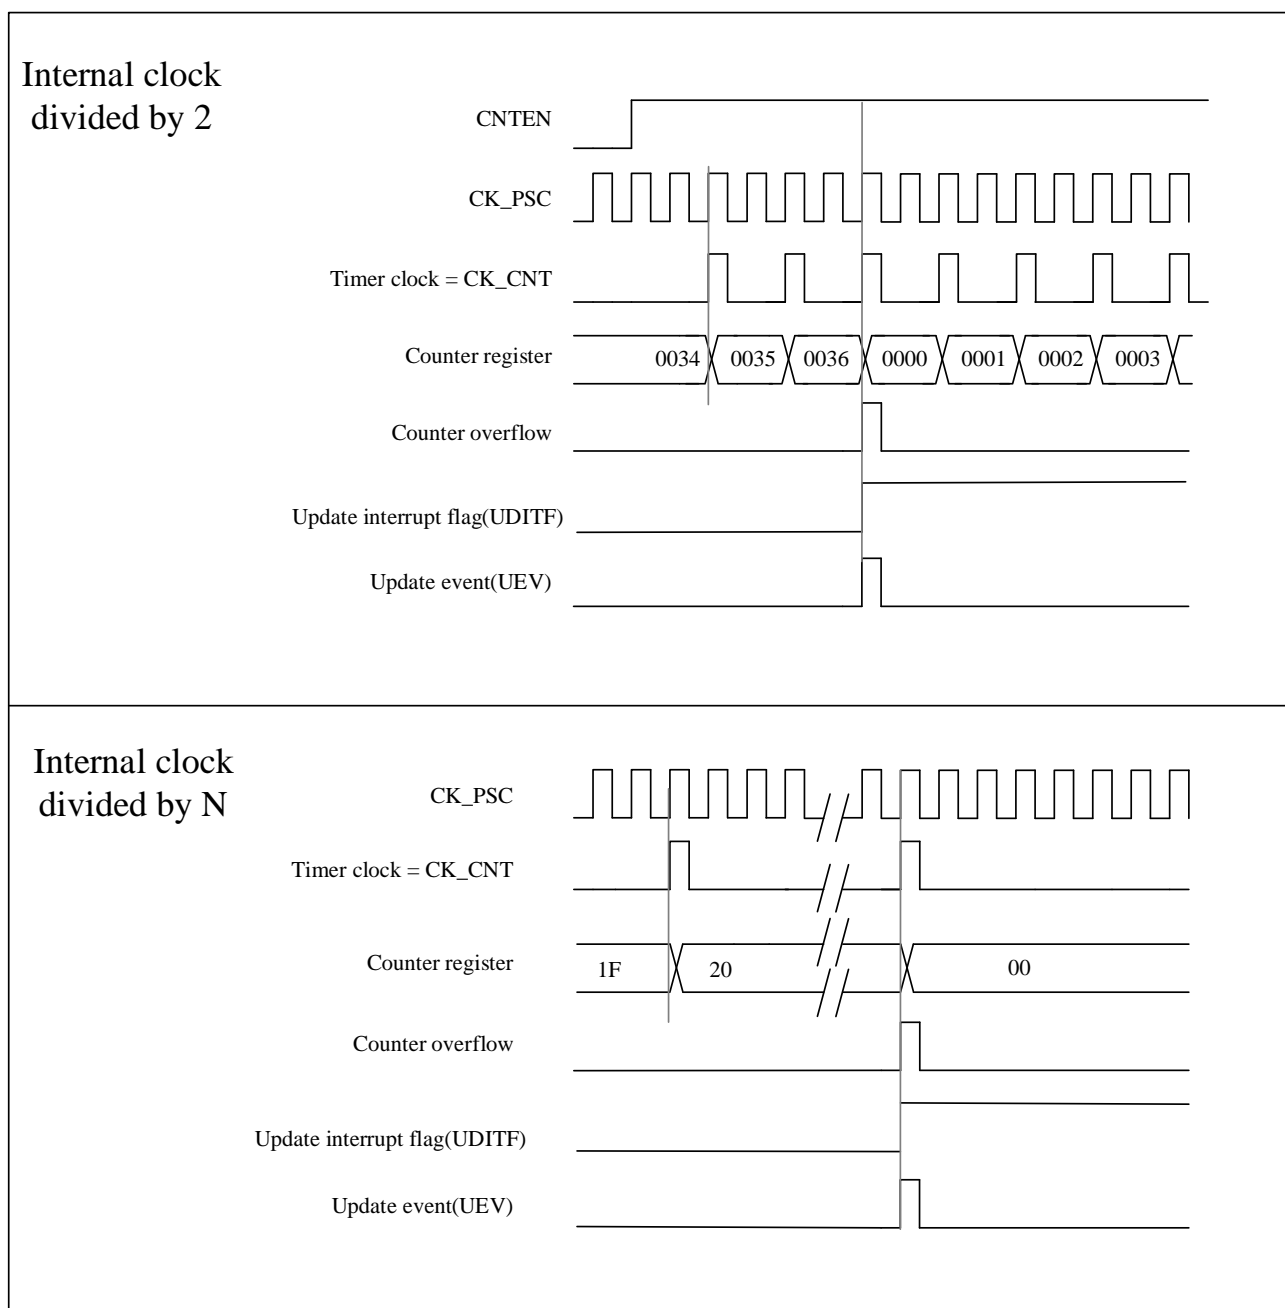 Internal clock
divided by 2
CNTEN
CK_PSC
Timer clock = CK_CNT
Counter register
0034 0035 0036 0000 0001 0002 0003
Counter overflow
Update interrupt flag(UDITF)
Update event(UEV)
Internal clock
divided by N
CK_PSC
Timer clock = CK_CNT
Counter register
1F 20 00
Counter overflow
Update interrupt flag(UDITF)
Update event(UEV)